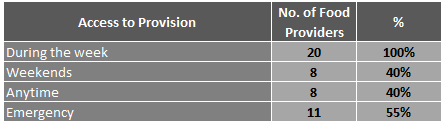 Access to Provision No. of Food Providers %
During the week 20 100%
Weekends 8 40%
Anytime 8 40%
Emergency 11 55%